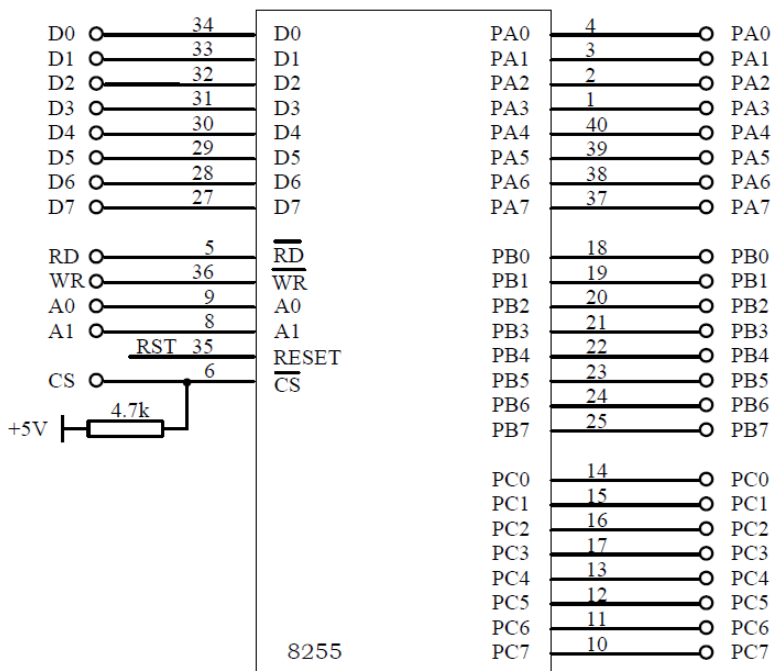 D0 34 D0 PA0 4 PA0
D1 33 D1 PA1 3 PA1
D2 32 D2 PA2 2 PA2
D3 31 D3 PA3 1 PA3
D4 30 D4 PA4 40 PA4
D5 29 D5 PA5 39 PA5
D6 28 D6 PA6 38 PA6
D7 27 D7 PA7 37 PA7
RD 5 RD PB0 18 PB0
WR 36 WR PB1 19 PB1
A0 9 A0 PB2 20 PB2
A1 8 A1 PB3 21 PB3
RST 35 RESET PB4 22 PB4
CS 6 CS PB5 23 PB5
4.7k PB6 24 PB6
+5V PB7 25 PB7
PC0 14 PC0
PC1 15 PC1
PC2 16 PC2
PC3 17 PC3
PC4 13 PC4
PC5 12 PC5
PC6 11 PC6
8255 PC7 10 PC7